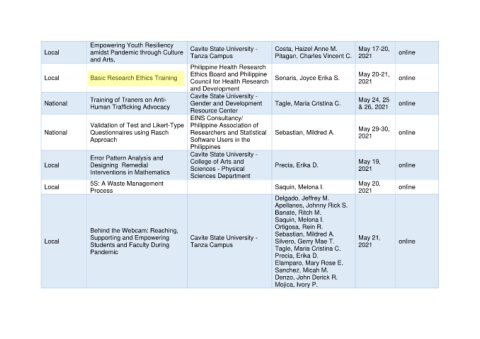 Local
Empowering Youth Resiliency
amidst Pandemic through Culture
and Arts.
Cavite State University -
Tanza Campus
Costa, Haizel Anne M.
Pitagan, Charles Vincent C.
May 17-20,
2021
online
Local
Basic Research Ethics Training
Philippine Health Research
Ethics Board and Philippine
Council for Health Research
and Development
Senaris, Joyce Erika S.
May 20-21,
2021
online
National
Training of Traners on Anti-
Human Trafficking Advocacy
Cavite State University -
Gender and Development
Resource Center
Tagle, Maria Cristina C.
May 24, 25
& 26, 2021
online
National
Validation of Test and Likert-Type
Questionnaires using Rasch
Approach
EINS Consultancy/
Philippine Association of
Researchers and Statistical
Software Users in the
Philippines
Sebastian, Mildred A.
May 29-30,
2021
online
Local
Error Pattern Analysis and
Designing Remedial
Interventions in Mathematics
Cavite State University -
College of Arts and
Sciences - Physical
Sciences Department
Precia, Erika D.
May 19,
2021
online
Local
5S: A Waste Management
Process
Saquin, Melona I.
May 20,
2021
online
Local
Behind the Webcam: Reaching,
Supporting and Empowering
Students and Faculty During
Pandemic
Cavite State University -
Tanza Campus
Delgado, Jeffrey M.
Apellanes, Johnny Rick S.
Banate, Ritch M.
Saquin, Melona I.
Ortigosa, Rein R.
Sebastian, Mildred A.
Silvero, Gerry Mae T.
Tagle, Maria Cristina C.
Precia, Erika D.
Elamparo, Mary Rose E.
Sanchez, Micah M.
Denzo, John Derick R.
Mojica, Ivory P.
May 21,
2021
online